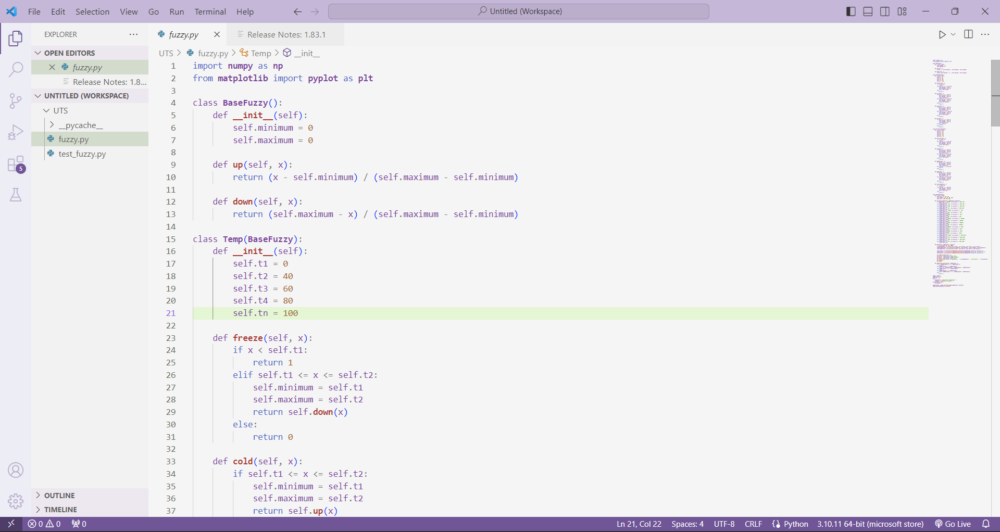 File Edit Selection View Go Run Terminal Help
Untitled (Workspace)
EXPLORER
OPEN EDITORS
fuzzy.py
Release Notes: 1.8...
UNTITLED (WORKSPACE)
UTS
__pycache__
fuzzy.py
test_fuzzy.py
OUTLINE
TIMELINE
5
fuzzy.py
Release Notes: 1.83.1
UTS > fuzzy.py > Temp > __init__
1 import numpy as np
2 from matplotlib import pyplot as plt
3
4 class BaseFuzzy():
5     def __init__(self):
6         self.minimum = 0
7         self.maximum = 0
8
9     def up(self, x):
10         return (x - self.minimum) / (self.maximum - self.minimum)
11
12     def down(self, x):
13         return (self.maximum - x) / (self.maximum - self.minimum)
14
15 class Temp(BaseFuzzy):
16     def __init__(self):
17         self.t1 = 0
18         self.t2 = 40
19         self.t3 = 60
20         self.t4 = 80
21         self.tn = 100
22
23     def freeze(self, x):
24         if x < self.t1:
25             return 1
26         elif self.t1 <= x <= self.t2:
27             self.minimum = self.t1
28             self.maximum = self.t2
29             return self.down(x)
30         else:
31             return 0
32
33     def cold(self, x):
34         if self.t1 <= x <= self.t2:
35             self.minimum = self.t1
36             self.maximum = self.t2
37             return self.up(x)
0 0 0
Ln 21, Col 22 Spaces: 4 UTF-8 CRLF Python 3.10.11 64-bit (microsoft store) Go Live